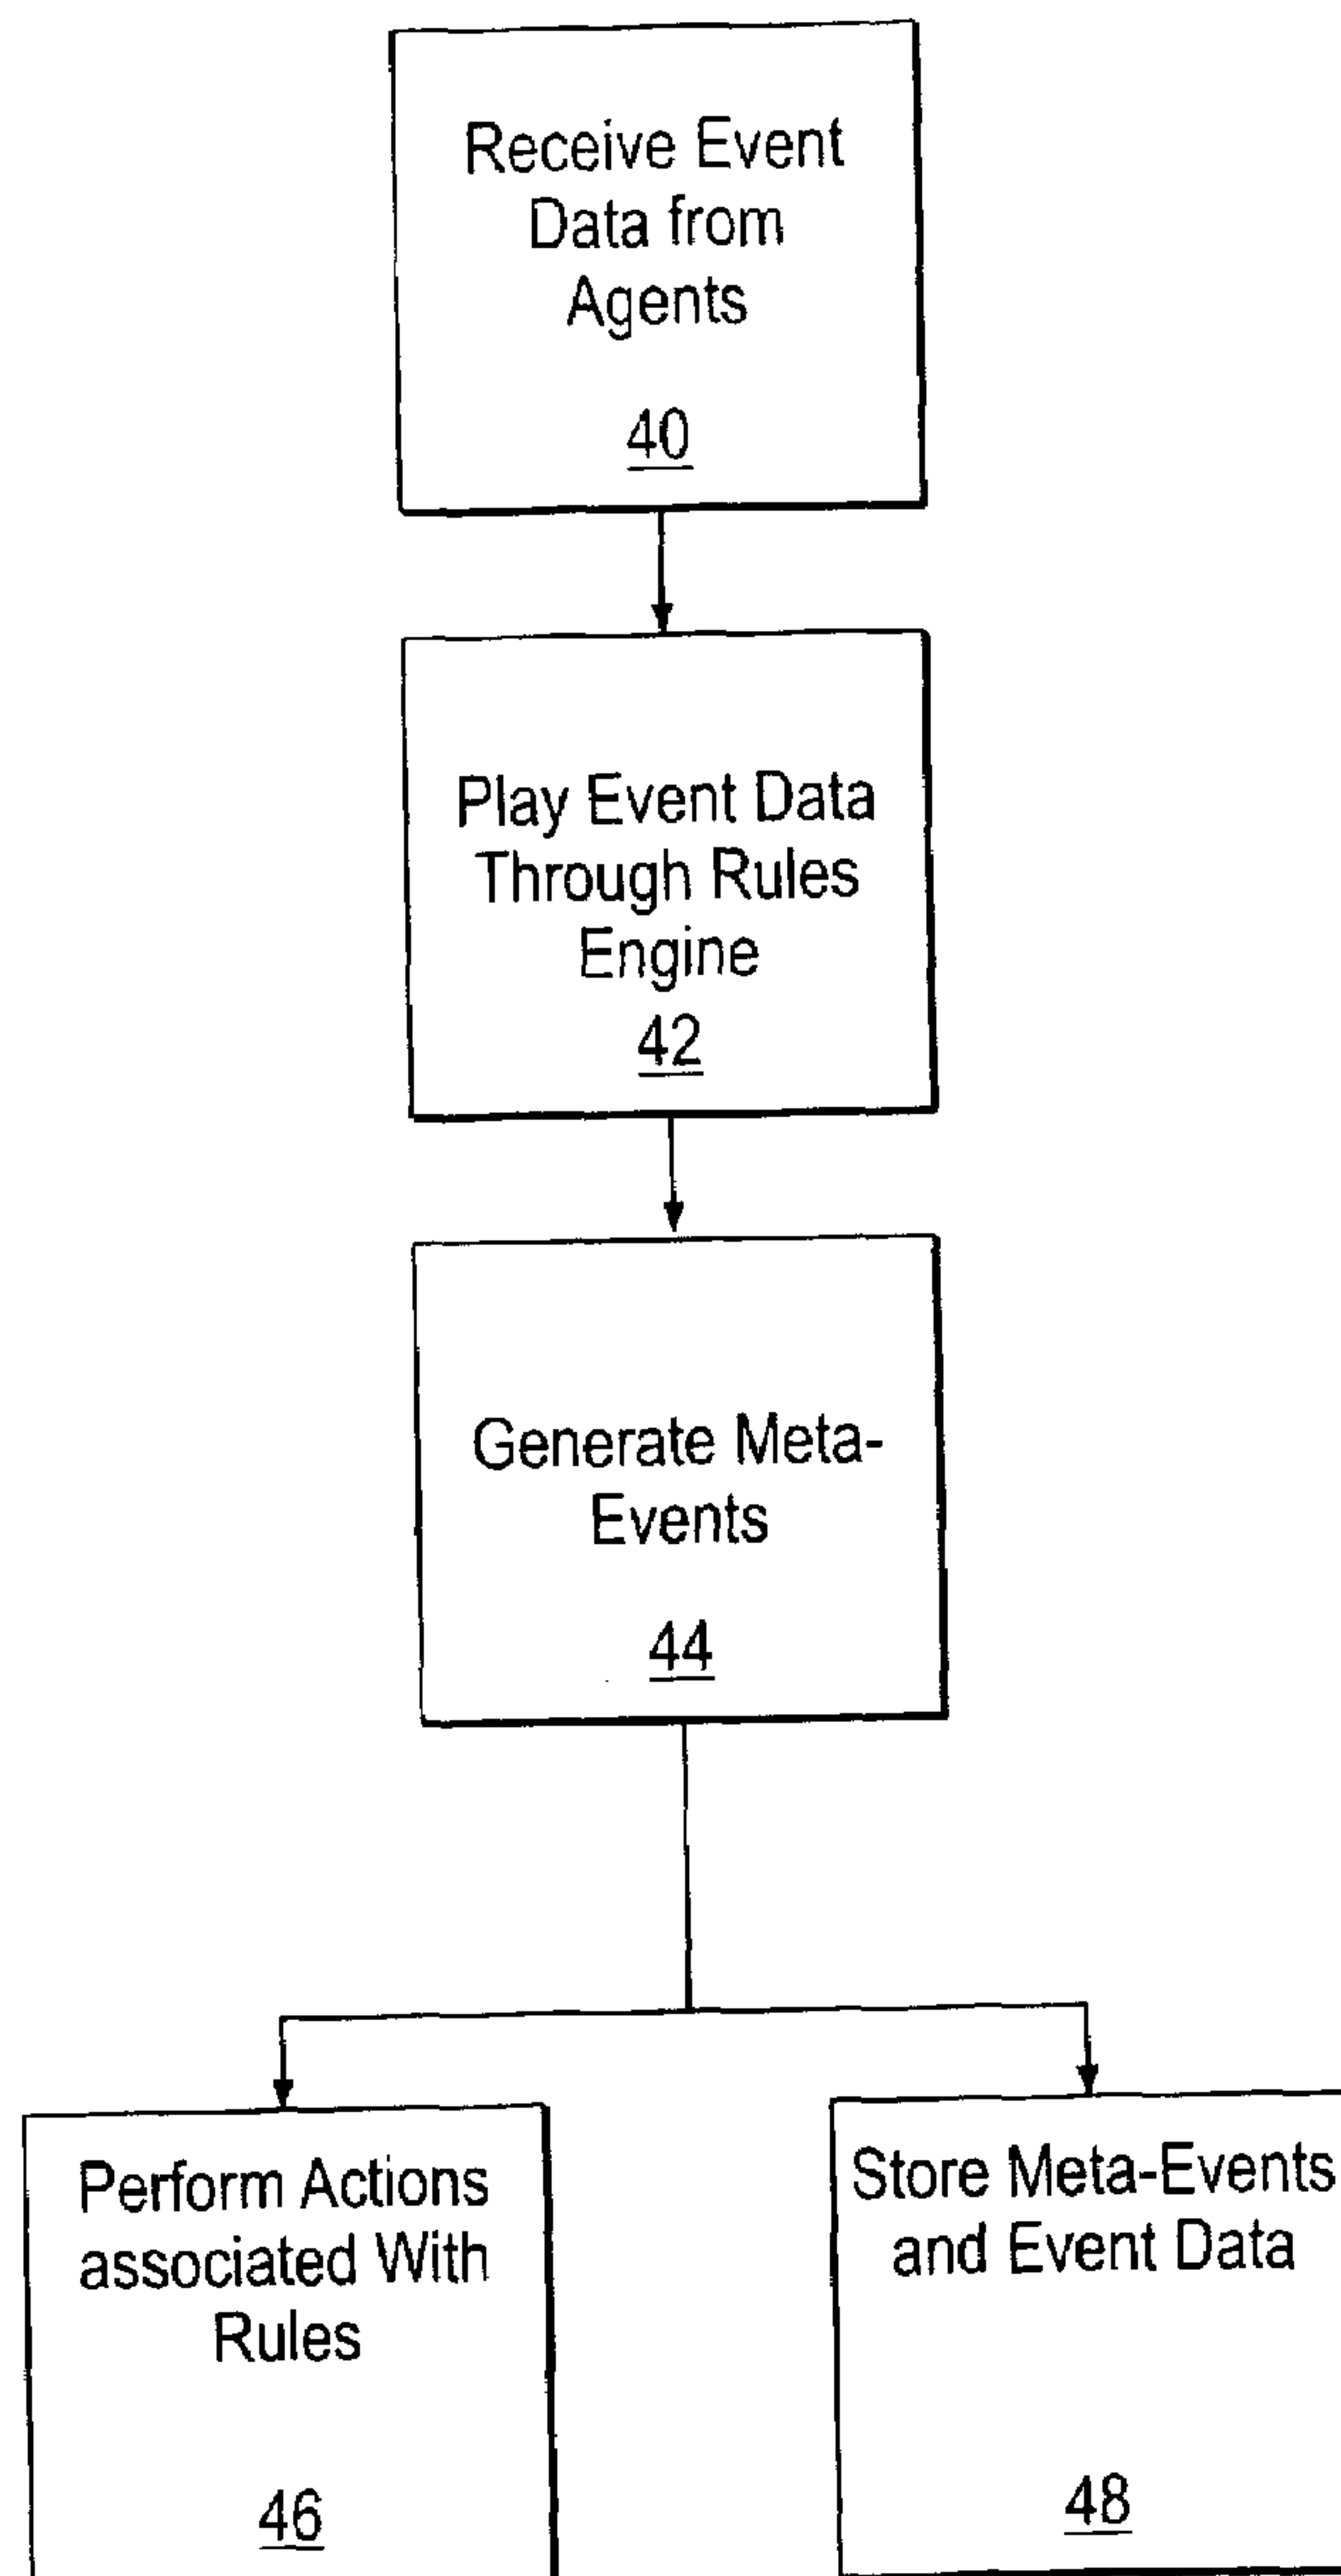 Receive Event
Data from
Agents
40
Play Event Data
Through Rules
Engine
42
Generate Meta-
Events
44
Perform Actions
associated With
Rules
46
Store Meta-Events
and Event Data
48